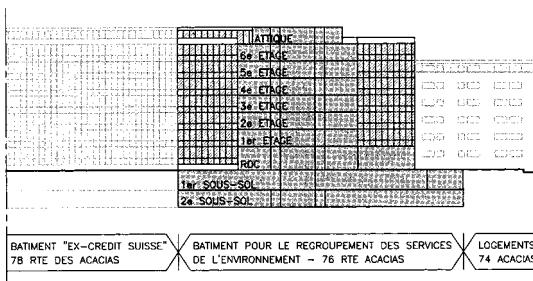 ATTIQUE
6e ETAGE
5e ETAGE
4e ETAGE
3e ETAGE
2e ETAGE
1er ETAGE
RDC
1er SOUS-SOL
2e SOUS-SOL
BATIMENT "EX-CREDIT SUISSE"
78 RTE DES ACACIAS
BATIMENT POUR LE REGROUPEMENT DES SERVICES
DE L'ENVIRONNEMENT - 76 RTE ACACIAS
LOGEMENTS
74 ACACIAS